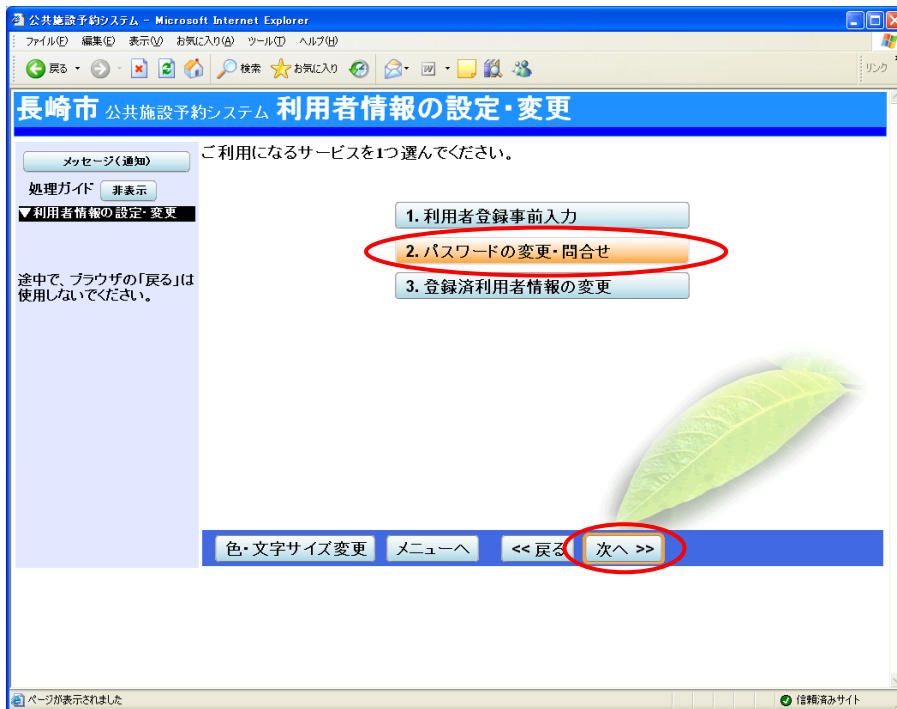 公共施設予約システム - Microsoft Internet Explorer
ファイル(F) 編集(E) 表示(V) お気に入り(A) ツール(T) ヘルプ(H)
戻る 検索 お気に入り リンク
長崎市 公共施設予約システム 利用者情報の設定・変更
メッセージ(通知)
処理ガイド 非表示
▼利用者情報の設定・変更
途中で、ブラウザの「戻る」は
使用しないでください。
ご利用になるサービスを1つ選んでください。
1. 利用者登録事前入力
2. パスワードの変更・問合せ
3. 登録済利用者情報の変更
色・文字サイズ変更 メニューへ << 戻る 次へ >>
ページが表示されました 信頼済みサイト